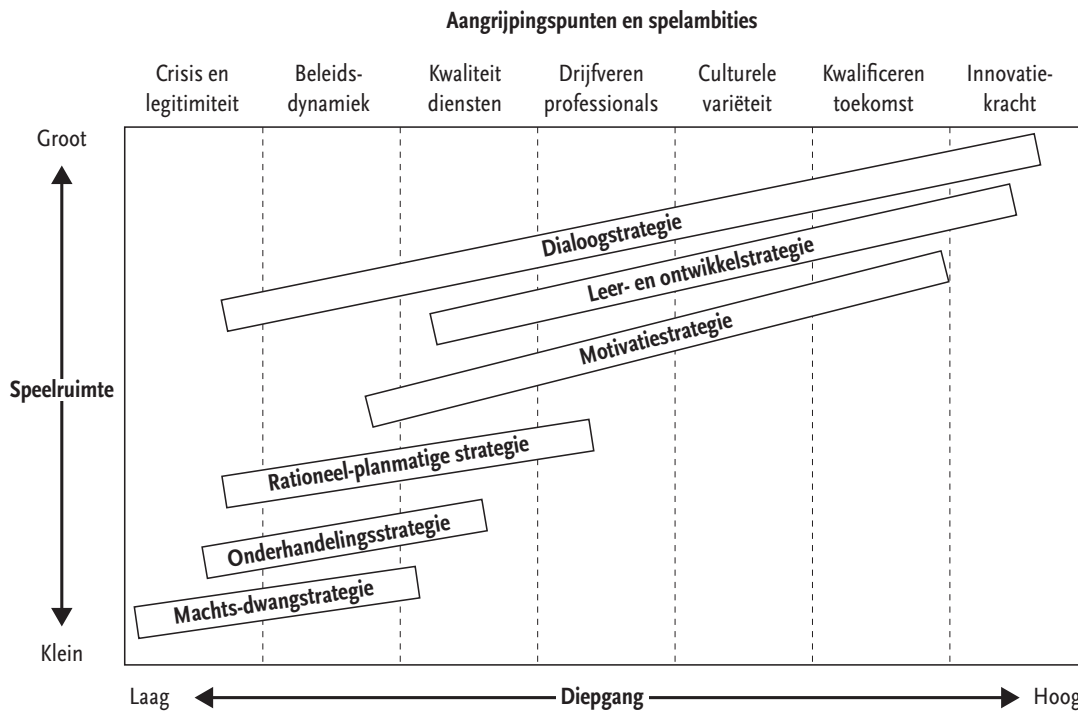 Aangrijpingspunten en spelambities
Crisis en
legitimiteit
Beleids-
dynamiek
Kwaliteit
diensten
Drijfveren
professionals
Culturele
variëteit
Kwalificeren
toekomst
Innovatie-
kracht
Groot
Dialoogstrategie
Leer- en ontwikkelstrategie
Motivatiestrategie
Speelruimte
Rationeel-planmatige strategie
Onderhandelingsstrategie
Machts-dwangstrategie
Klein
Laag
Diepgang
Hoog